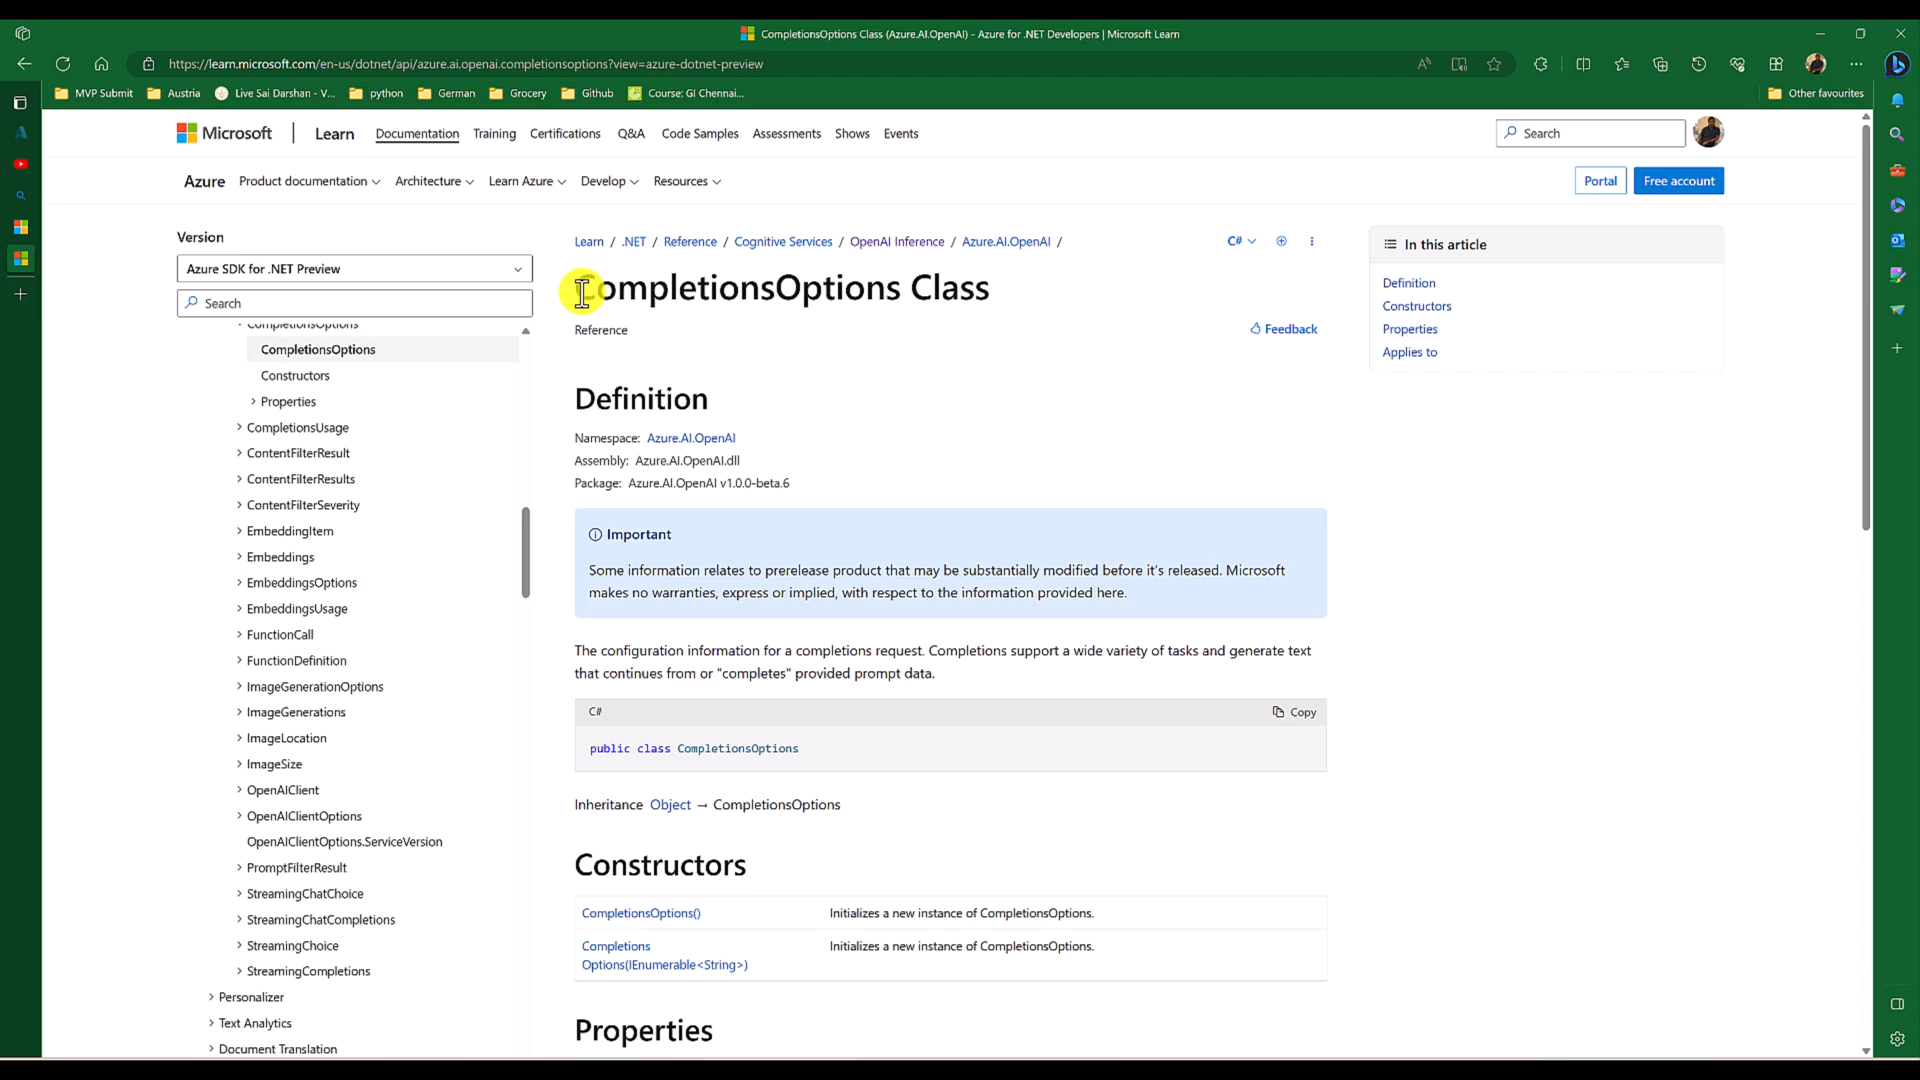 CompletionsOptions Class (Azure.AI.OpenAI) - Azure for .NET Developers | Microsoft Learn
https://learn.microsoft.com/en-us/dotnet/api/azure.ai.openai.completionsoptions?view=azure-dotnet-preview
MVP Submit Austria Live Sai Darshan - V... python German Grocery Github Course: GI Chennai... Other favourites
Microsoft Learn Documentation Training Certifications Q&A Code Samples Assessments Shows Events Search
Azure Product documentation Architecture Learn Azure Develop Resources Portal Free account
Version
Azure SDK for .NET Preview
Search
CompletionsOptions
CompletionsOptions
Constructors
Properties
CompletionsUsage
ContentFilterResult
ContentFilterResults
ContentFilterSeverity
EmbeddingItem
Embeddings
EmbeddingsOptions
EmbeddingsUsage
FunctionCall
FunctionDefinition
ImageGenerationOptions
ImageGenerations
ImageLocation
ImageSize
OpenAIClient
OpenAIClientOptions
OpenAIClientOptions.ServiceVersion
PromptFilterResult
StreamingChatChoice
StreamingChatCompletions
StreamingChoice
StreamingCompletions
Personalizer
Text Analytics
Document Translation
Learn / .NET / Reference / Cognitive Services / OpenAI Inference / Azure.AI.OpenAI /
C#
CompletionsOptions Class
Reference
Feedback
Definition
Namespace: Azure.AI.OpenAI
Assembly: Azure.AI.OpenAI.dll
Package: Azure.AI.OpenAI v1.0.0-beta.6
Important
Some information relates to prerelease product that may be substantially modified before it's released. Microsoft
makes no warranties, express or implied, with respect to the information provided here.
The configuration information for a completions request. Completions support a wide variety of tasks and generate text
that continues from or "completes" provided prompt data.
C# Copy
public class CompletionsOptions
Inheritance Object → CompletionsOptions
Constructors
CompletionsOptions() Initializes a new instance of CompletionsOptions.
Completions Initializes a new instance of CompletionsOptions.
Options(IEnumerable<String>)
Properties
In this article
Definition
Constructors
Properties
Applies to